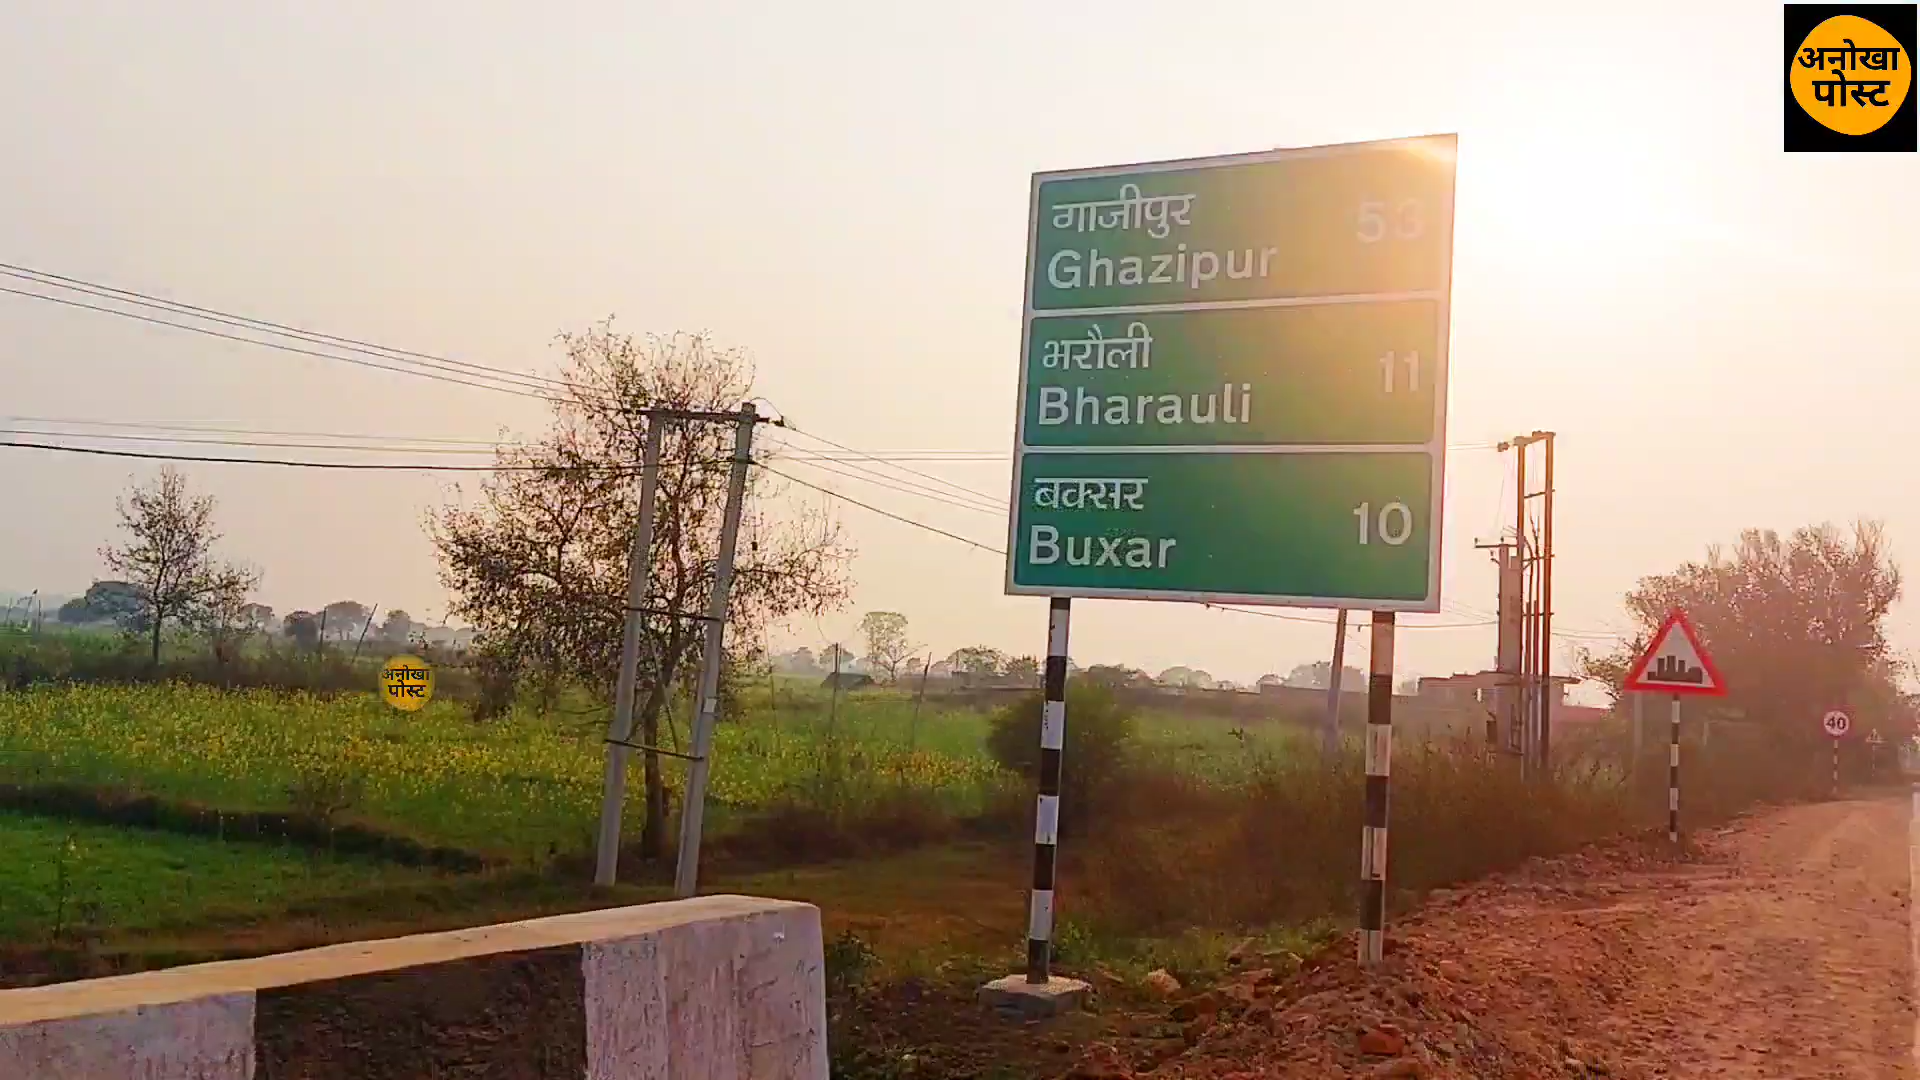 अनोखा
पोस्ट
गाजीपुर 53
Ghazipur
भरौली 11
Bharauli
बक्सर 10
Buxar
अनोखा
पोस्ट
40